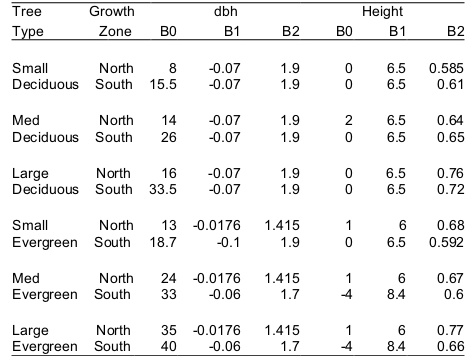 Tree Growth dbh Height
Type Zone B0 B1 B2 B0 B1 B2
Small North 8 -0.07 1.9 0 6.5 0.585
Deciduous South 15.5 -0.07 1.9 0 6.5 0.61
Med North 14 -0.07 1.9 2 6.5 0.64
Deciduous South 26 -0.07 1.9 0 6.5 0.65
Large North 16 -0.07 1.9 0 6.5 0.76
Deciduous South 33.5 -0.07 1.9 0 6.5 0.72
Small North 13 -0.0176 1.415 1 6 0.68
Evergreen South 18.7 -0.1 1.9 0 6.5 0.592
Med North 24 -0.0176 1.415 1 6 0.67
Evergreen South 33 -0.06 1.7 -4 8.4 0.6
Large North 35 -0.0176 1.415 1 6 0.77
Evergreen South 40 -0.06 1.7 -4 8.4 0.66